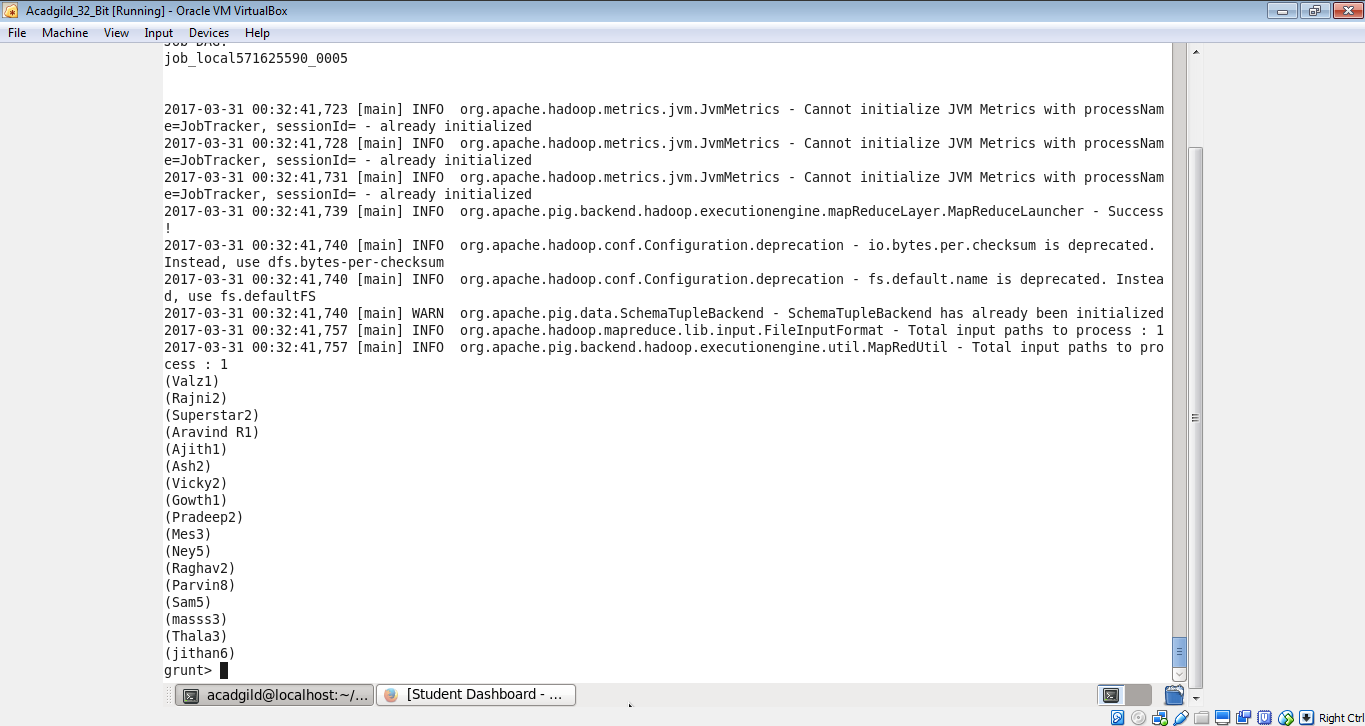 Acadgild_32_Bit [Running] - Oracle VM VirtualBox
File Machine View Input Devices Help
Job DAG:
job_local571625590_0005
2017-03-31 00:32:41,723 [main] INFO  org.apache.hadoop.metrics.jvm.JvmMetrics - Cannot initialize JVM Metrics with processNam
e=JobTracker, sessionId= - already initialized
2017-03-31 00:32:41,728 [main] INFO  org.apache.hadoop.metrics.jvm.JvmMetrics - Cannot initialize JVM Metrics with processNam
e=JobTracker, sessionId= - already initialized
2017-03-31 00:32:41,731 [main] INFO  org.apache.hadoop.metrics.jvm.JvmMetrics - Cannot initialize JVM Metrics with processNam
e=JobTracker, sessionId= - already initialized
2017-03-31 00:32:41,739 [main] INFO  org.apache.pig.backend.hadoop.executionengine.mapReduceLayer.MapReduceLauncher - Success
!
2017-03-31 00:32:41,740 [main] INFO  org.apache.hadoop.conf.Configuration.deprecation - io.bytes.per.checksum is deprecated.
Instead, use dfs.bytes-per-checksum
2017-03-31 00:32:41,740 [main] INFO  org.apache.hadoop.conf.Configuration.deprecation - fs.default.name is deprecated. Instea
d, use fs.defaultFS
2017-03-31 00:32:41,740 [main] WARN  org.apache.pig.data.SchemaTupleBackend - SchemaTupleBackend has already been initialized
2017-03-31 00:32:41,757 [main] INFO  org.apache.hadoop.mapreduce.lib.input.FileInputFormat - Total input paths to process : 1
2017-03-31 00:32:41,757 [main] INFO  org.apache.pig.backend.hadoop.executionengine.util.MapRedUtil - Total input paths to pro
cess : 1
(Valz1)
(Rajni2)
(Superstar2)
(Aravind R1)
(Ajith1)
(Ash2)
(Vicky2)
(Gowth1)
(Pradeep2)
(Mes3)
(Ney5)
(Raghav2)
(Parvin8)
(Sam5)
(masss3)
(Thala3)
(jithan6)
grunt>
acadgild@localhost:~/... [Student Dashboard - ...
Right Ctrl